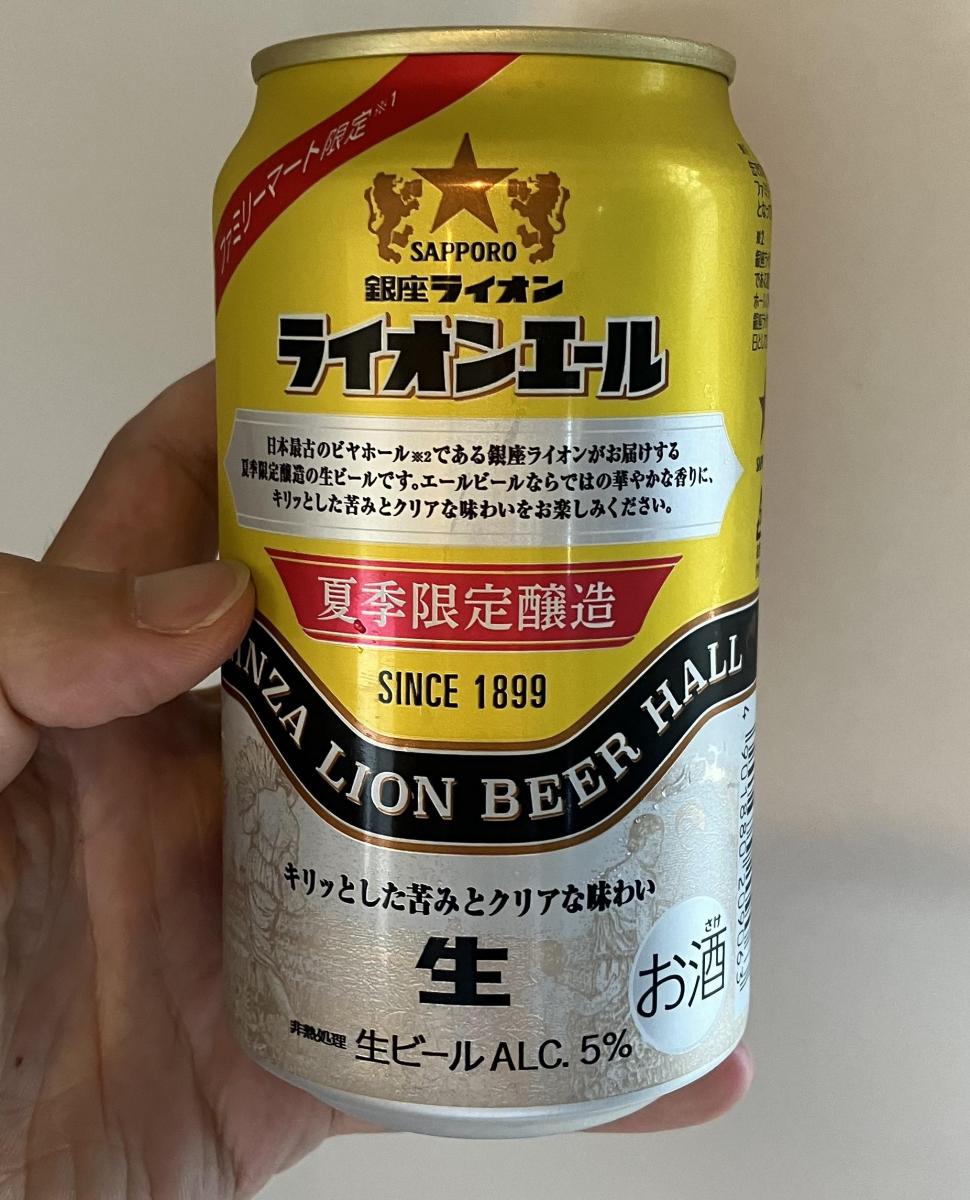 ファミリーマート限定※1
SAPPORO
銀座ライオン
ライオンエール
日本最古のビヤホール※2である銀座ライオンがお届けする
夏季限定醸造の生ビールです。エールビールならではの華やかな香りに、
キリッとした苦みとクリアな味わいをお楽しみください。
夏季限定醸造
SINCE 1899
INZA LION BEER HALL
キリッとした苦みとクリアな味わい
生
さけ
お酒
非熱処理 生ビール ALC. 5%
4 901880 209063